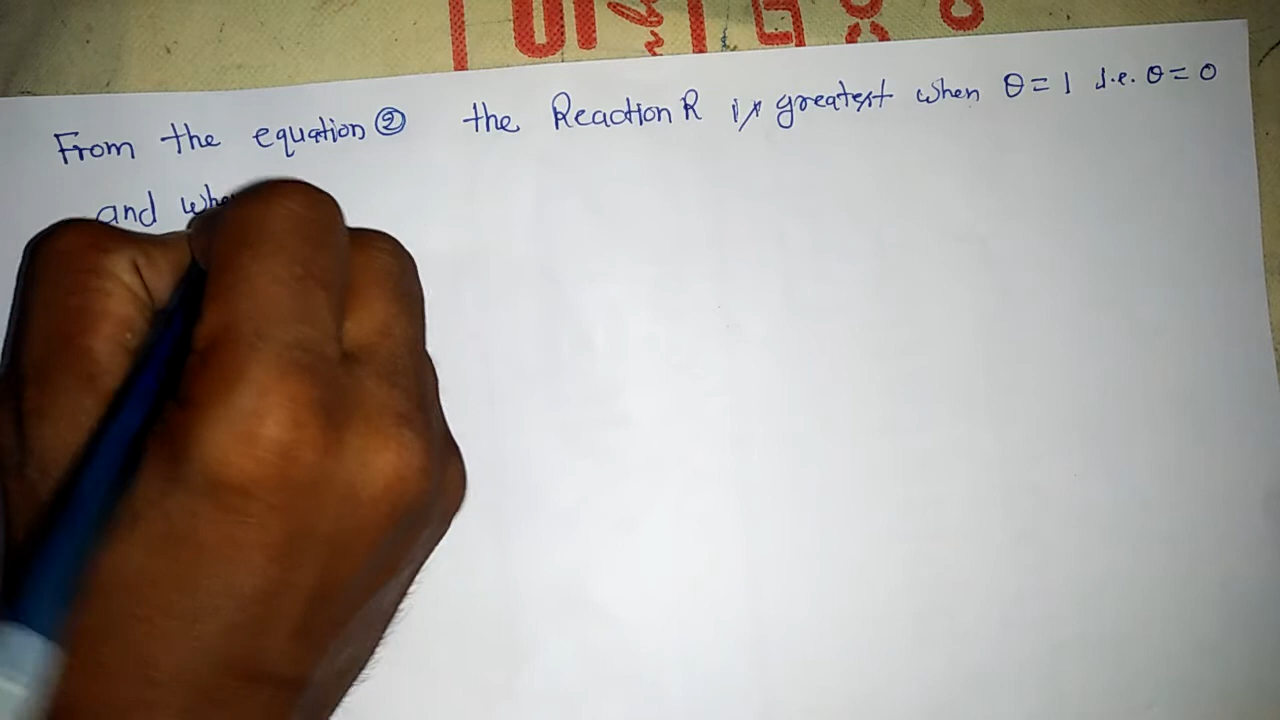 From the equation ② the Reaction R is greatest when θ = 1 i.e. θ = 0
and